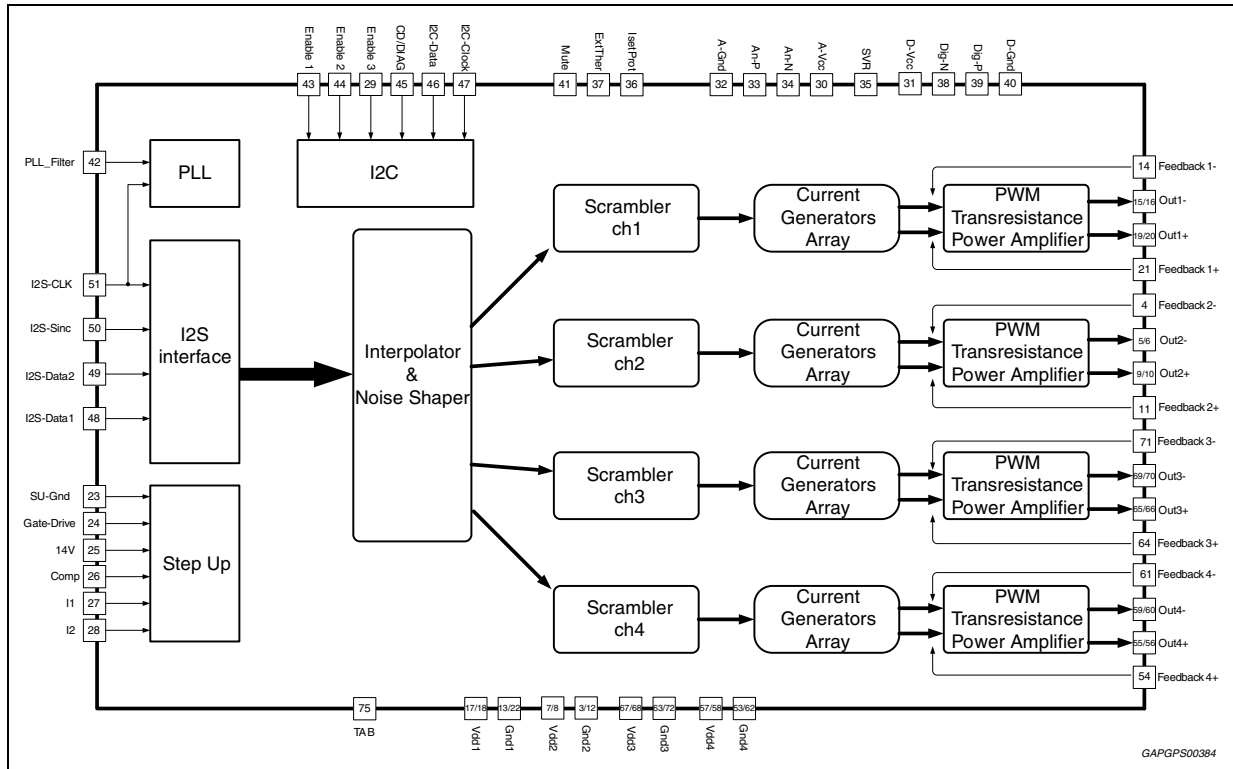 Enable 1
Enable 2
Enable 3
CD/DIAG
I2C-Data
I2C-Clock
Mute
ExtTher
IsetProt
A-Gnd
An-P
An-N
A-Vcc
SVR
D-Vcc
Dig-N
Dig-P
D-Gnd
43
44
29
45
46
47
41
37
36
32
33
34
30
35
31
38
39
40
PLL_Filter
42
PLL
I2C
I2S-CLK
51
I2S-Sinc
50
I2S-Data2
49
I2S-Data1
48
I2S
interface
SU-Gnd
23
Gate-Drive
24
14V
25
Comp
26
I1
27
I2
28
Step Up
Interpolator
&
Noise Shaper
Scrambler
ch1
Current
Generators
Array
PWM
Transresistance
Power Amplifier
14
Feedback 1-
15/16
Out1-
19/20
Out1+
21
Feedback 1+
Scrambler
ch2
Current
Generators
Array
PWM
Transresistance
Power Amplifier
4
Feedback 2-
5/6
Out2-
9/10
Out2+
11
Feedback 2+
Scrambler
ch3
Current
Generators
Array
PWM
Transresistance
Power Amplifier
71
Feedback 3-
69/70
Out3-
65/66
Out3+
64
Feedback 3+
Scrambler
ch4
Current
Generators
Array
PWM
Transresistance
Power Amplifier
61
Feedback 4-
59/60
Out4-
55/56
Out4+
54
Feedback 4+
75
TAB
17/18
13/22
7/8
3/12
67/68
63/72
57/58
53/62
Vdd1
Gnd1
Vdd2
Gnd2
Vdd3
Gnd3
Vdd4
Gnd4
GAPGPS00384